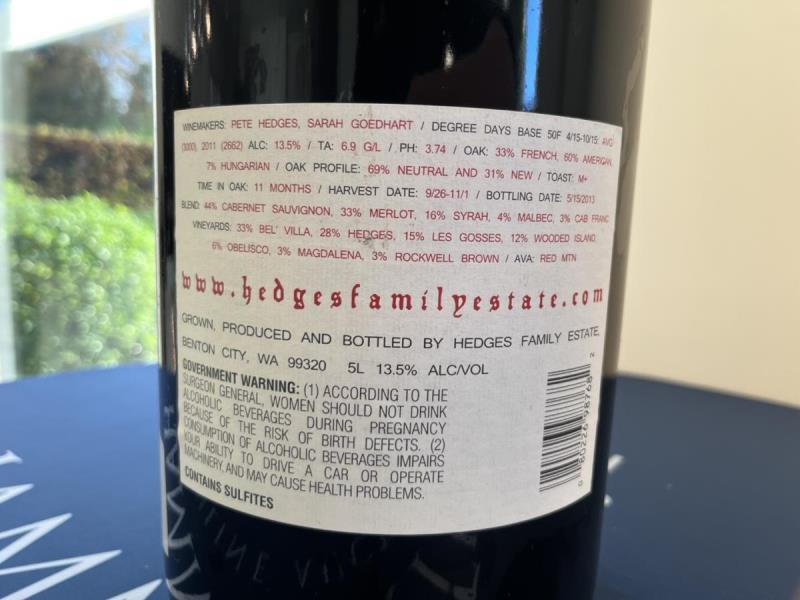 WINEMAKERS: PETE HEDGES, SARAH GOEDHART / DEGREE DAYS BASE 50F 4/15-10/15: AVG
(3000) 2011 (2662) ALC: 13.5% / TA: 6.9 G/L / PH: 3.74 / OAK: 33% FRENCH, 60% AMERICAN,
7% HUNGARIAN / OAK PROFILE: 69% NEUTRAL AND 31% NEW / TOAST: M+
TIME IN OAK: 11 MONTHS / HARVEST DATE: 9/26-11/1 / BOTTLING DATE: 5/15/2013
BLEND: 44% CABERNET SAUVIGNON, 33% MERLOT, 16% SYRAH, 4% MALBEC, 3% CAB FRANC
VINEYARDS: 33% BEL' VILLA, 28% HEDGES, 15% LES GOSSES, 12% WOODED ISLAND,
6% OBELISCO, 3% MAGDALENA, 3% ROCKWELL BROWN / AVA: RED MTN
www.hedgesfamilyestate.com
GROWN, PRODUCED AND BOTTLED BY HEDGES FAMILY ESTATE,
BENTON CITY, WA 99320 5L 13.5% ALC/VOL
GOVERNMENT WARNING: (1) ACCORDING TO THE
SURGEON GENERAL, WOMEN SHOULD NOT DRINK
ALCOHOLIC BEVERAGES DURING PREGNANCY
BECAUSE OF THE RISK OF BIRTH DEFECTS. (2)
CONSUMPTION OF ALCOHOLIC BEVERAGES IMPAIRS
YOUR ABILITY TO DRIVE A CAR OR OPERATE
MACHINERY, AND MAY CAUSE HEALTH PROBLEMS.
CONTAINS SULFITES
0 80226 98768 2